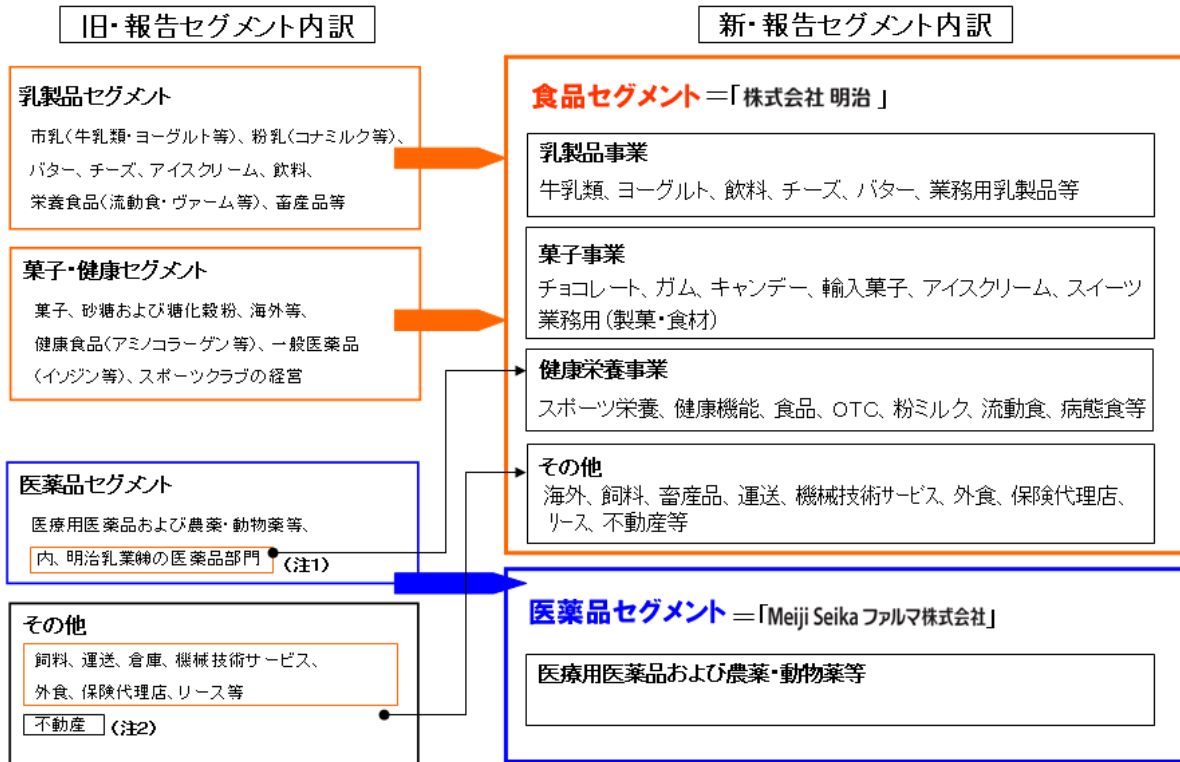 旧・報告セグメント内訳
乳製品セグメント
市乳(牛乳類・ヨーグルト等)、粉乳(コナミルク等)、
バター、チーズ、アイスクリーム、飲料、
栄養食品(流動食・ヴァーム等)、畜産品等
菓子・健康セグメント
菓子、砂糖および糖化穀粉、海外等、
健康食品(アミノコラーゲン等)、一般医薬品
(イソジン等)、スポーツクラブの経営
医薬品セグメント
医療用医薬品および農薬・動物薬等、
内、明治乳業㈱の医薬品部門 (注1)
その他
飼料、運送、倉庫、機械技術サービス、
外食、保険代理店、リース等
不動産 (注2)
新・報告セグメント内訳
食品セグメント=「株式会社 明治 」
乳製品事業
牛乳類、ヨーグルト、飲料、チーズ、バター、業務用乳製品等
菓子事業
チョコレート、ガム、キャンデー、輸入菓子、アイスクリーム、スイーツ
業務用(製菓・食材)
健康栄養事業
スポーツ栄養、健康機能、食品、OTC、粉ミルク、流動食、病態食等
その他
海外、飼料、畜産品、運送、機械技術サービス、外食、保険代理店、
リース、不動産等
医薬品セグメント=「Meiji Seika ファルマ株式会社」
医療用医薬品および農薬・動物薬等